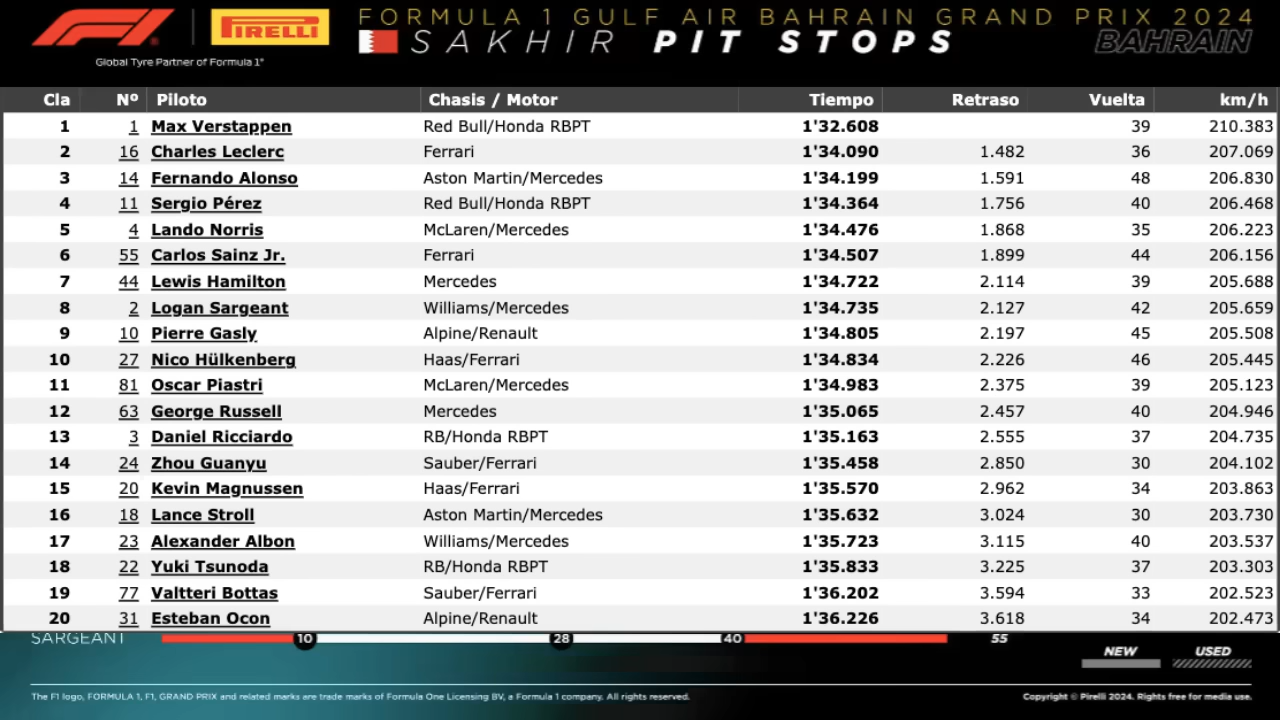 F1 PIRELLI FORMULA 1 GULF AIR BAHRAIN GRAND PRIX 2024
SAKHIR PIT STOPS BAHRAIN
Global Tyre Partner of Formula 1®
Cla Nº Piloto Chasis / Motor Tiempo Retraso Vuelta km/h
1 1 Max Verstappen Red Bull/Honda RBPT 1'32.608 39 210.383
2 16 Charles Leclerc Ferrari 1'34.090 1.482 36 207.069
3 14 Fernando Alonso Aston Martin/Mercedes 1'34.199 1.591 48 206.830
4 11 Sergio Pérez Red Bull/Honda RBPT 1'34.364 1.756 40 206.468
5 4 Lando Norris McLaren/Mercedes 1'34.476 1.868 35 206.223
6 55 Carlos Sainz Jr. Ferrari 1'34.507 1.899 44 206.156
7 44 Lewis Hamilton Mercedes 1'34.722 2.114 39 205.688
8 2 Logan Sargeant Williams/Mercedes 1'34.735 2.127 42 205.659
9 10 Pierre Gasly Alpine/Renault 1'34.805 2.197 45 205.508
10 27 Nico Hülkenberg Haas/Ferrari 1'34.834 2.226 46 205.445
11 81 Oscar Piastri McLaren/Mercedes 1'34.983 2.375 39 205.123
12 63 George Russell Mercedes 1'35.065 2.457 40 204.946
13 3 Daniel Ricciardo RB/Honda RBPT 1'35.163 2.555 37 204.735
14 24 Zhou Guanyu Sauber/Ferrari 1'35.458 2.850 30 204.102
15 20 Kevin Magnussen Haas/Ferrari 1'35.570 2.962 34 203.863
16 18 Lance Stroll Aston Martin/Mercedes 1'35.632 3.024 30 203.730
17 23 Alexander Albon Williams/Mercedes 1'35.723 3.115 40 203.537
18 22 Yuki Tsunoda RB/Honda RBPT 1'35.833 3.225 37 203.303
19 77 Valtteri Bottas Sauber/Ferrari 1'36.202 3.594 33 202.523
20 31 Esteban Ocon Alpine/Renault 1'36.226 3.618 34 202.473
SARGEANT 10 28 40 55
NEW USED
The F1 logo, FORMULA 1, F1, GRAND PRIX and related marks are trade marks of Formula One Licensing BV, a Formula 1 company. All rights reserved. Copyright © Pirelli 2024. Rights free for media use.